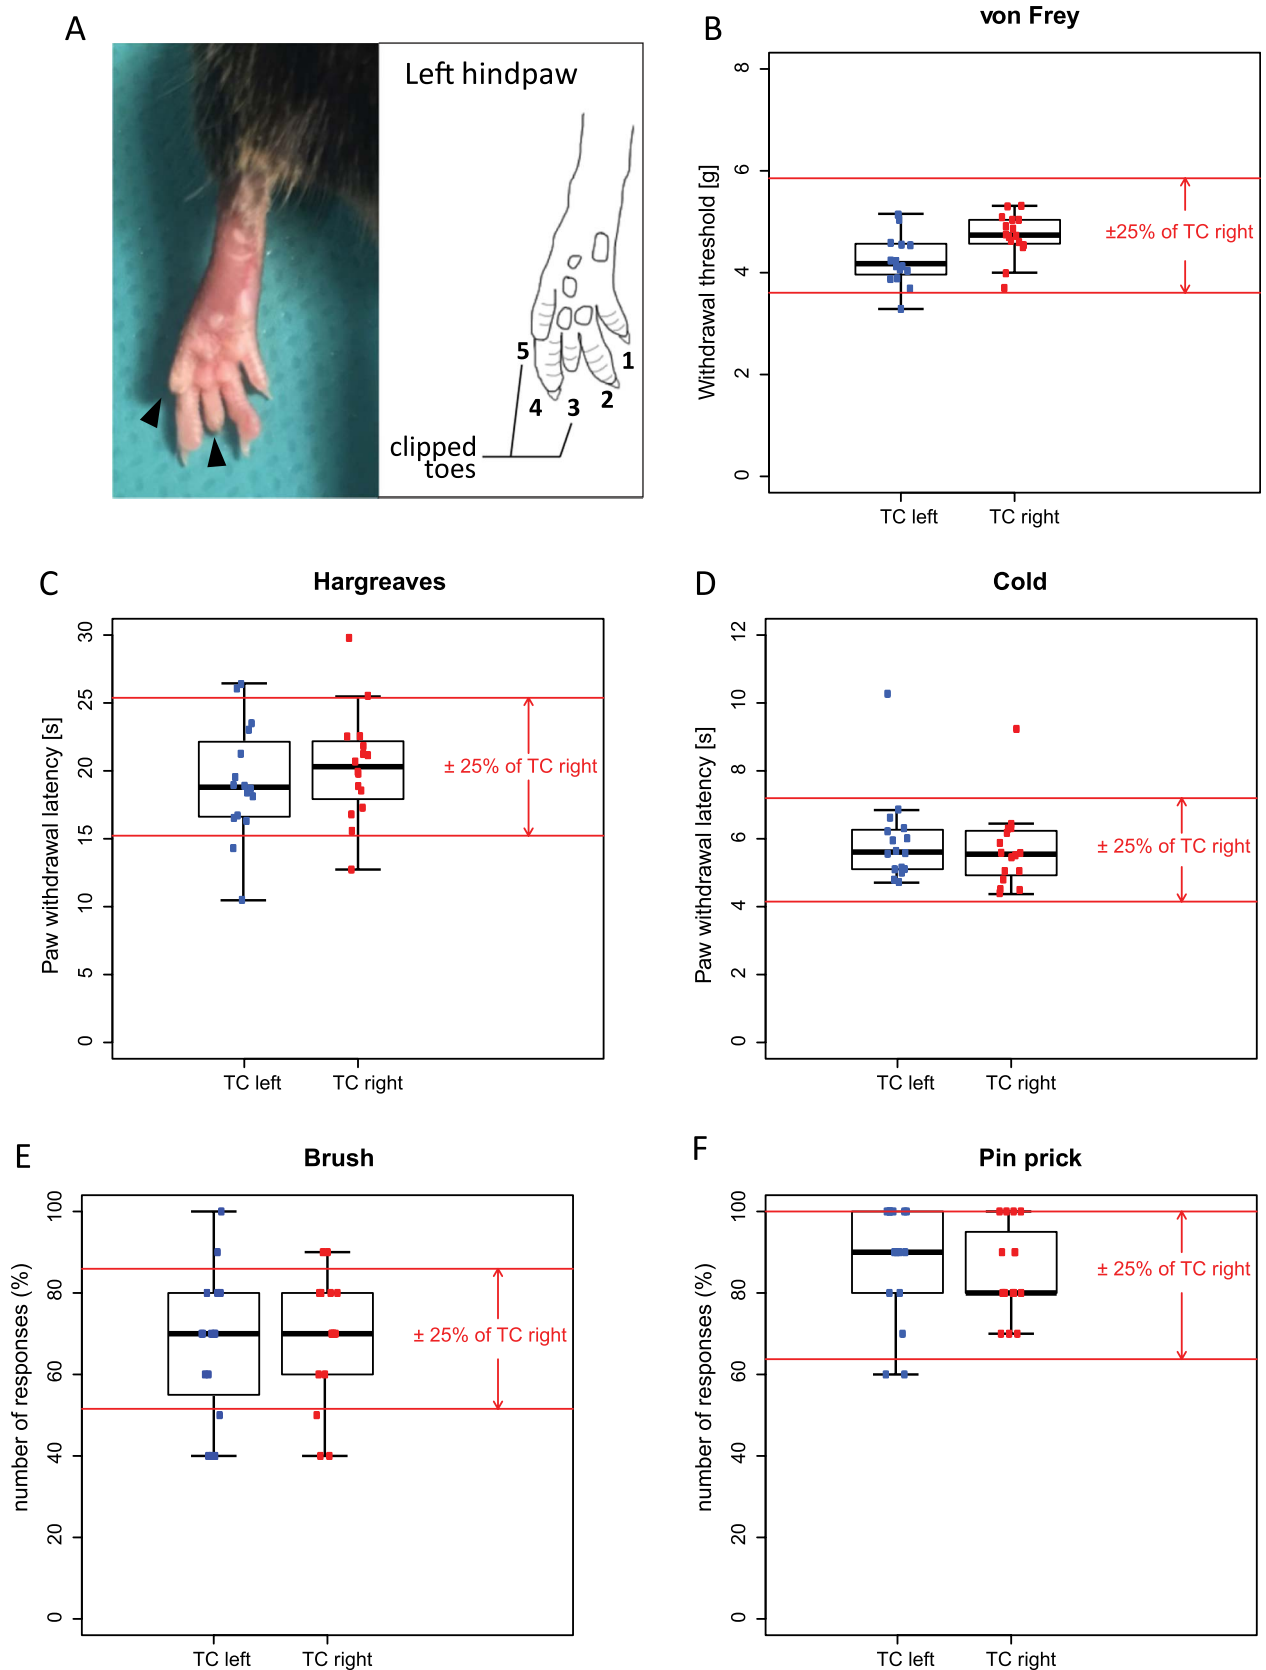 A
Left hindpaw
5
1
4
3
2
clipped
toes
B
von Frey
Withdrawal threshold [g]
8
6
4
2
0
±25% of TC right
TC left
TC right
C
Hargreaves
Paw withdrawal latency [s]
30
25
20
15
10
5
0
± 25% of TC right
TC left
TC right
D
Cold
Paw withdrawal latency [s]
12
10
8
6
4
2
0
± 25% of TC right
TC left
TC right
E
Brush
number of responses (%)
100
80
60
40
20
0
± 25% of TC right
TC left
TC right
F
Pin prick
number of responses (%)
100
80
60
40
20
0
± 25% of TC right
TC left
TC right